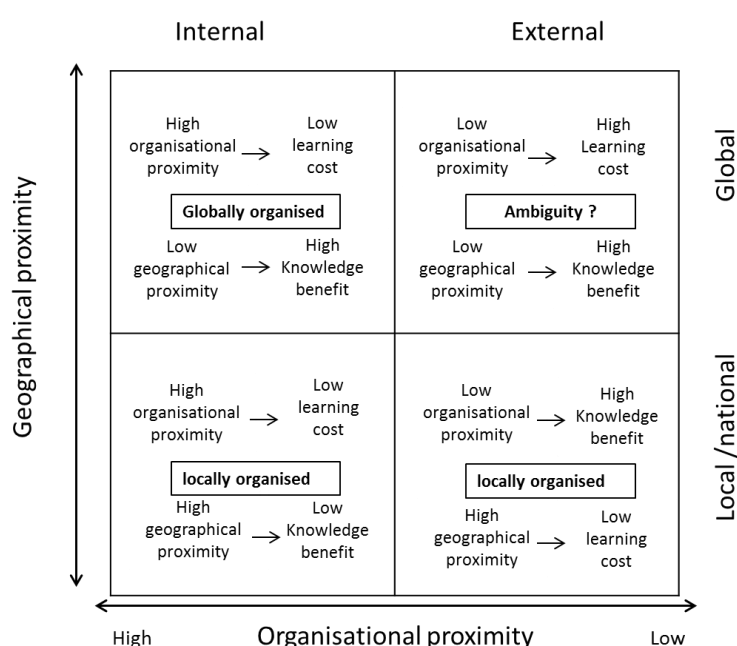 Internal
External
High
organisational
proximity
Low
learning
cost
Globally organised
Low
geographical
proximity
High
Knowledge
benefit
Low
organisational
proximity
High
Learning
cost
Ambiguity ?
Low
geographical
proximity
High
Knowledge
benefit
Global
Geographical proximity
High
organisational
proximity
Low
learning
cost
locally organised
High
geographical
proximity
Low
Knowledge
benefit
Low
organisational
proximity
High
Knowledge
benefit
locally organised
High
geographical
proximity
Low
learning
cost
Local /national
High
Organisational proximity
Low